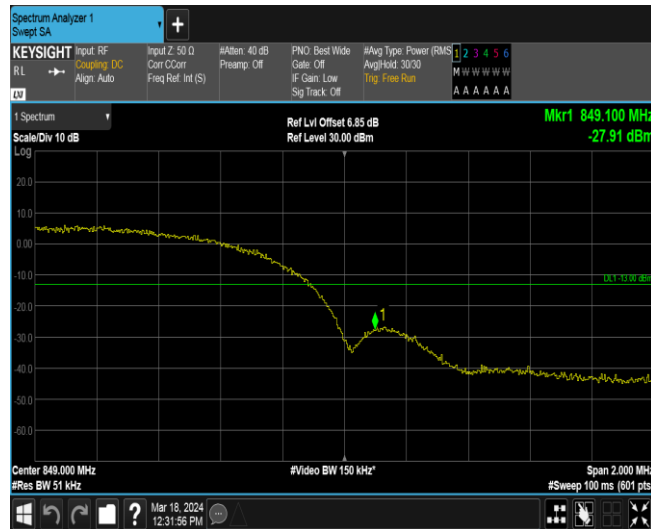 Spectrum Analyzer 1
Swept SA
KEYSIGHT
RL
LXI
Input: RF
Coupling: DC
Align: Auto
Input Z: 50 Ω
Corr CCorr
Freq Ref: Int (S)
#Atten: 40 dB
Preamp: Off
PNO: Best Wide
Gate: Off
IF Gain: Low
Sig Track: Off
#Avg Type: Power (RMS
Avg|Hold: 30/30
Trig: Free Run
1 2 3 4 5 6
M W W W W W
A A A A A A
1 Spectrum
Ref Lvl Offset 6.85 dB
Mkr1 849.100 MHz
Scale/Div 10 dB
Ref Level 30.00 dBm
-27.91 dBm
Log
20.0
10.0
0.00
-10.0
DL1 -13.00 dBm
-20.0
1
-30.0
-40.0
-50.0
-60.0
Center 849.000 MHz
#Video BW 150 kHz*
Span 2.000 MHz
#Res BW 51 kHz
#Sweep 100 ms (601 pts
?
Mar 18, 2024
12:31:56 PM